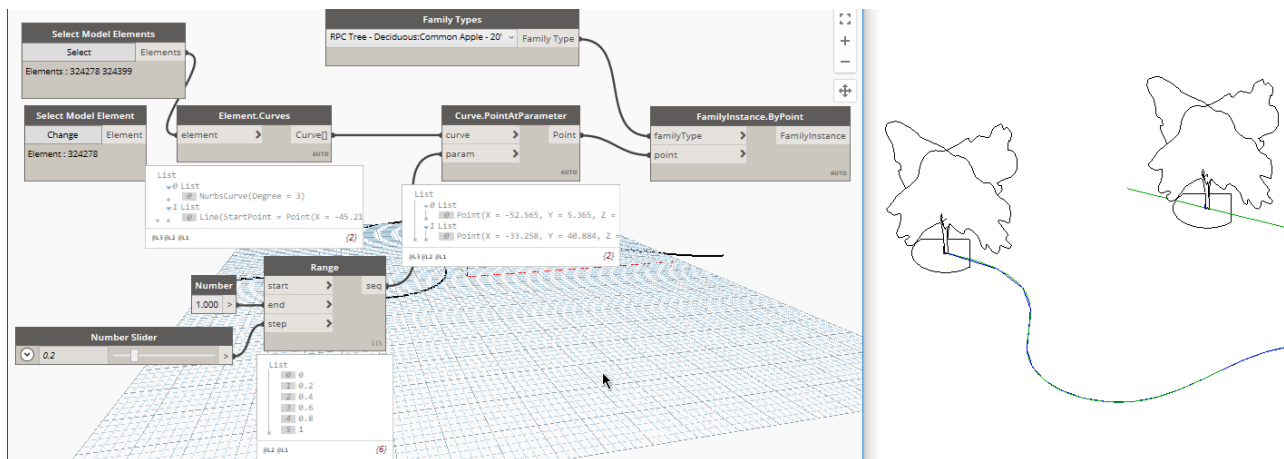 Select Model Elements
Select Elements
Elements : 324278 324399
Family Types
RPC Tree - Deciduous:Common Apple - 20' Family Type
Select Model Element
Change Element
Element : 324278
Element.Curves
element > Curve[]
AUTO
Curve.PointAtParameter
curve > Point
param >
AUTO
FamilyInstance.ByPoint
familyType > FamilyInstance
point >
AUTO
List
0 List
0 NurbsCurve(Degree = 3)
1 List
0 Line(StartPoint = Point(X = -45.21
@L3 @L2 @L1 {2}
List
0 List
0 Point(X = -52.565, Y = 5.365, Z =
1 List
0 Point(X = -33.258, Y = 40.884, Z
@L3 @L2 @L1 {2}
Number
1.000 >
Range
start > seq
end >
step >
Number Slider
0.2 >
List
0 0
1 0.2
2 0.4
3 0.6
4 0.8
5 1
@L2 @L1 {6}